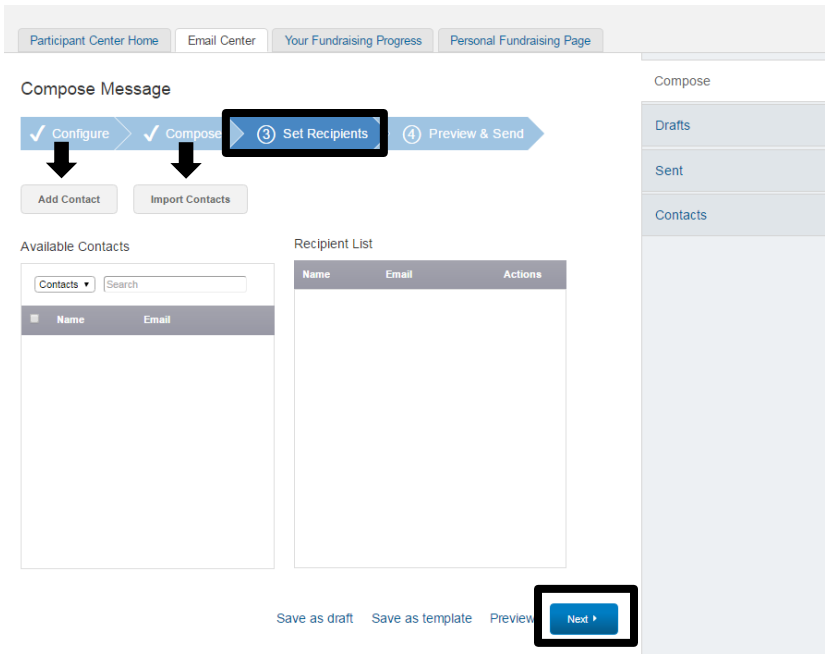 Participant Center Home Email Center Your Fundraising Progress Personal Fundraising Page
Compose Message
Configure Compose 3 Set Recipients 4 Preview & Send
Add Contact Import Contacts
Available Contacts
Contacts Search
Name Email
Recipient List
Name Email Actions
Save as draft Save as template Preview Next
Compose
Drafts
Sent
Contacts